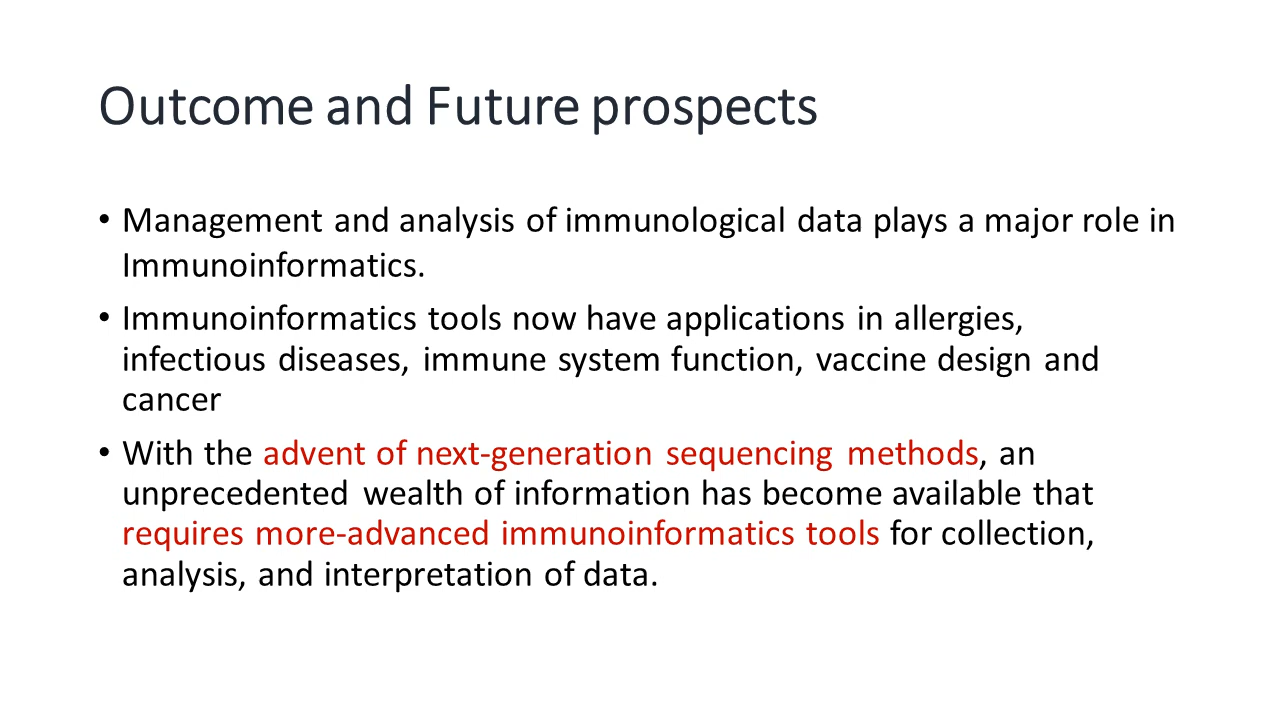 Outcome and Future prospects
• Management and analysis of immunological data plays a major role in
Immunoinformatics.
• Immunoinformatics tools now have applications in allergies,
infectious diseases, immune system function, vaccine design and
cancer
• With the advent of next-generation sequencing methods, an
unprecedented wealth of information has become available that
requires more-advanced immunoinformatics tools for collection,
analysis, and interpretation of data.